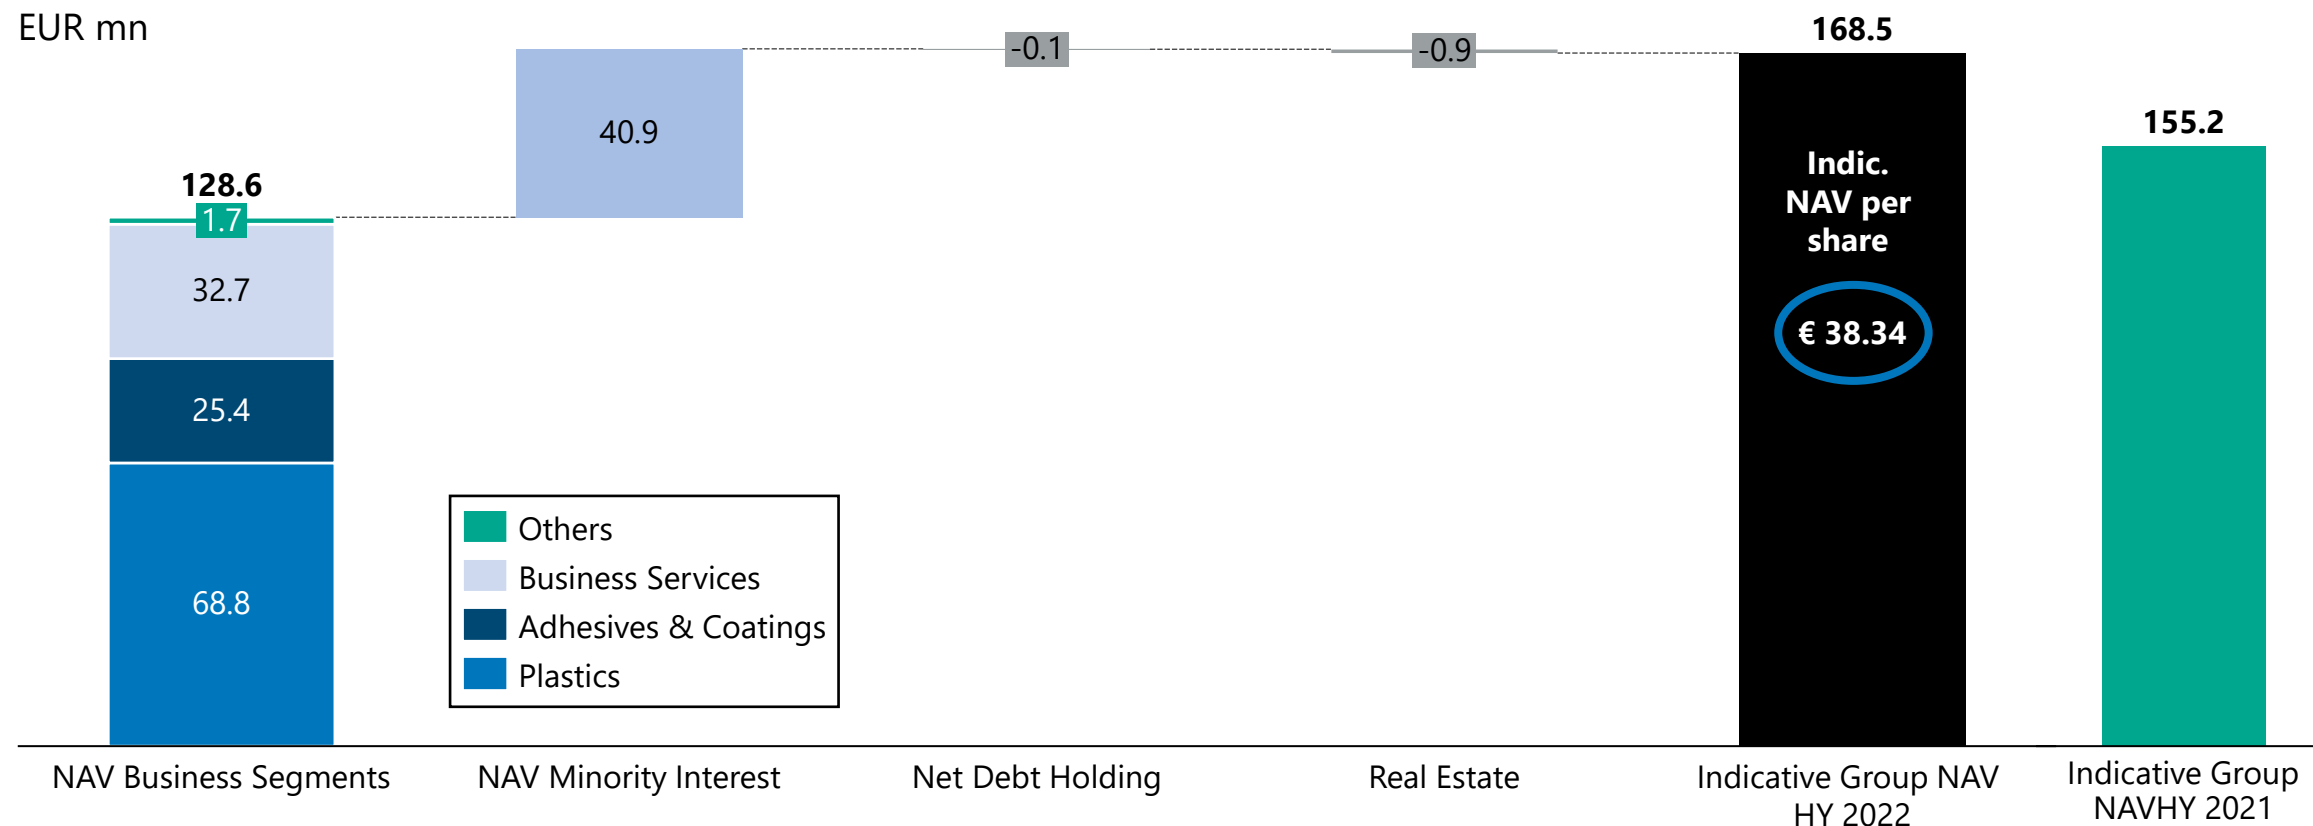 EUR mn
128.6
1.7
32.7
25.4
68.8
40.9
-0.1
-0.9
168.5
Indic.
NAV per
share
€ 38.34
155.2
Others
Business Services
Adhesives & Coatings
Plastics
NAV Business Segments
NAV Minority Interest
Net Debt Holding
Real Estate
Indicative Group NAV
HY 2022
Indicative Group
NAVHY 2021